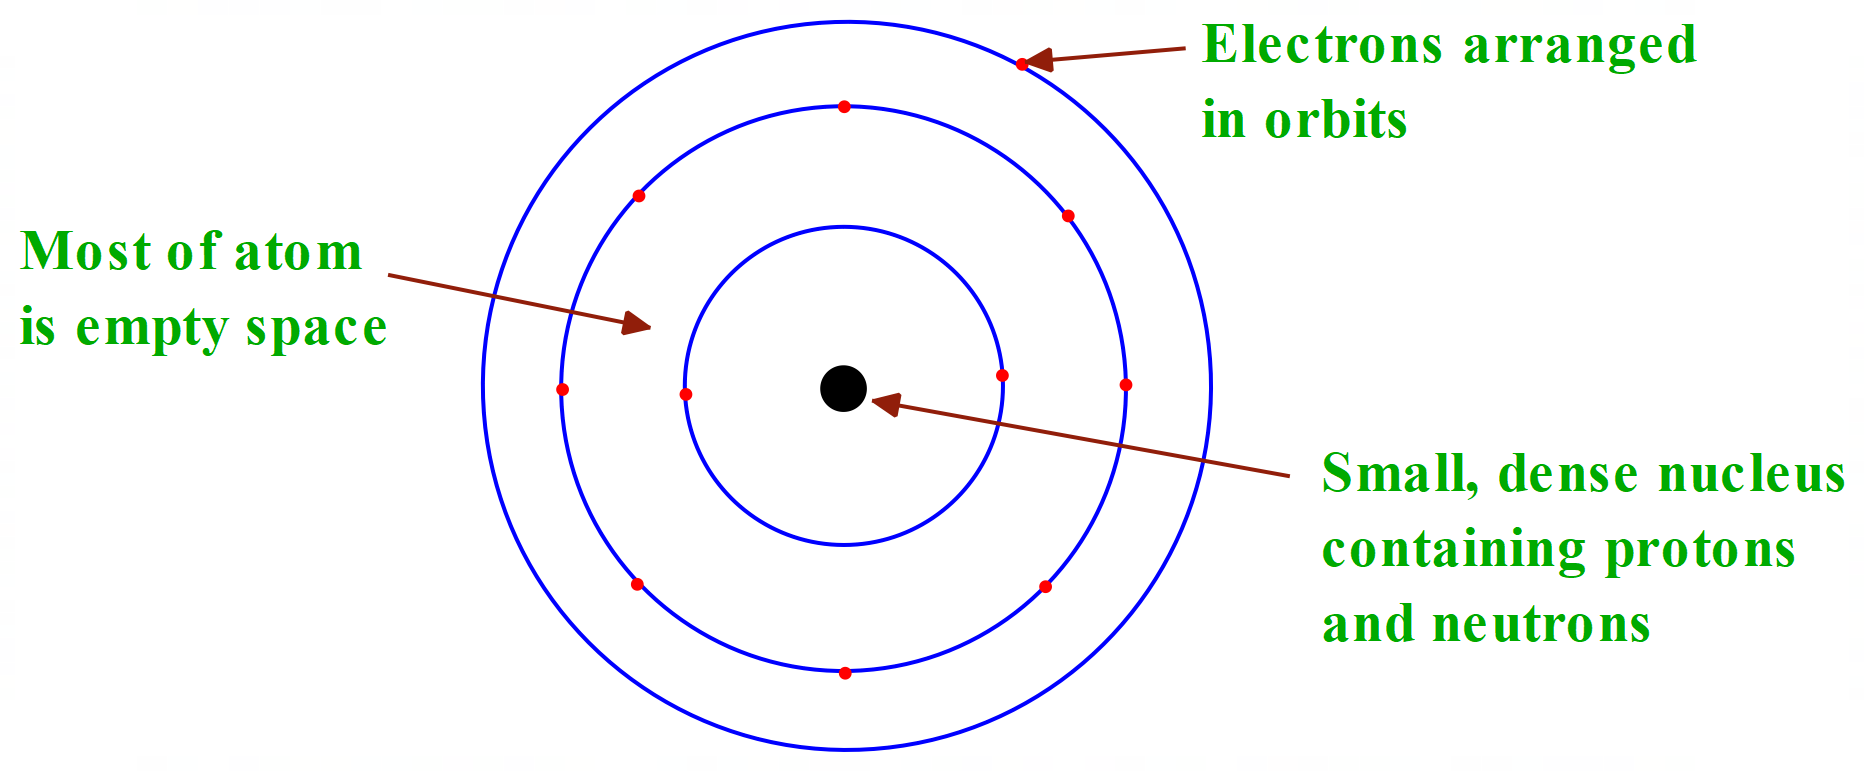 Electrons arranged
in orbits
Most of atom
is empty space
Small, dense nucleus
containing protons
and neutrons